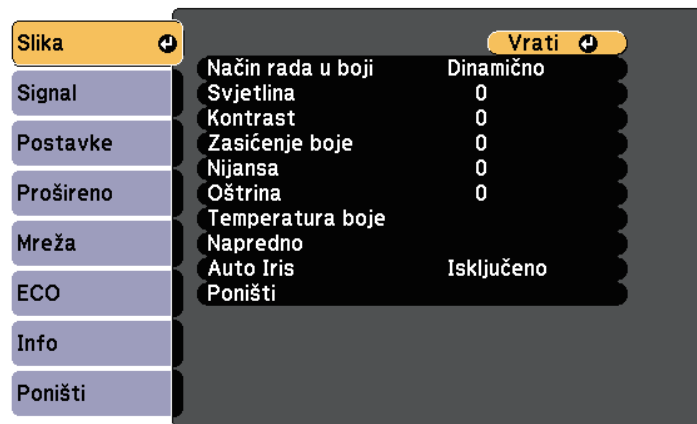 Slika
Signal
Postavke
Prošireno
Mreža
ECO
Info
Poništi
Vrati
Način rada u boji Dinamično
Svjetlina 0
Kontrast 0
Zasićenje boje 0
Nijansa 0
Oštrina 0
Temperatura boje
Napredno
Auto Iris Isključeno
Poništi